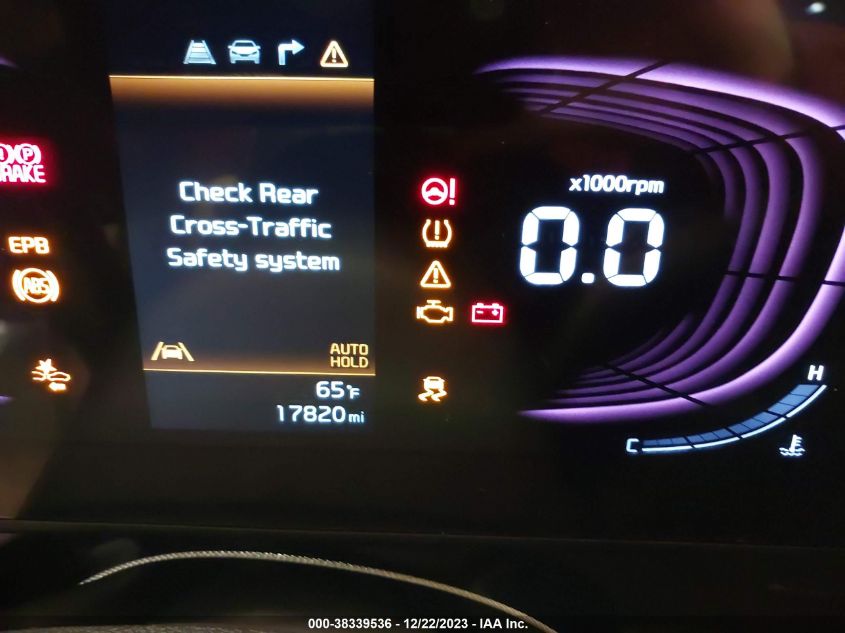 BRAKE
EPB
ABS
Check Rear
Cross-Traffic
Safety system
AUTO
HOLD
65°F
17820 mi
x1000rpm
0.0
H
C
000-38339536 - 12/22/2023 - IAA Inc.